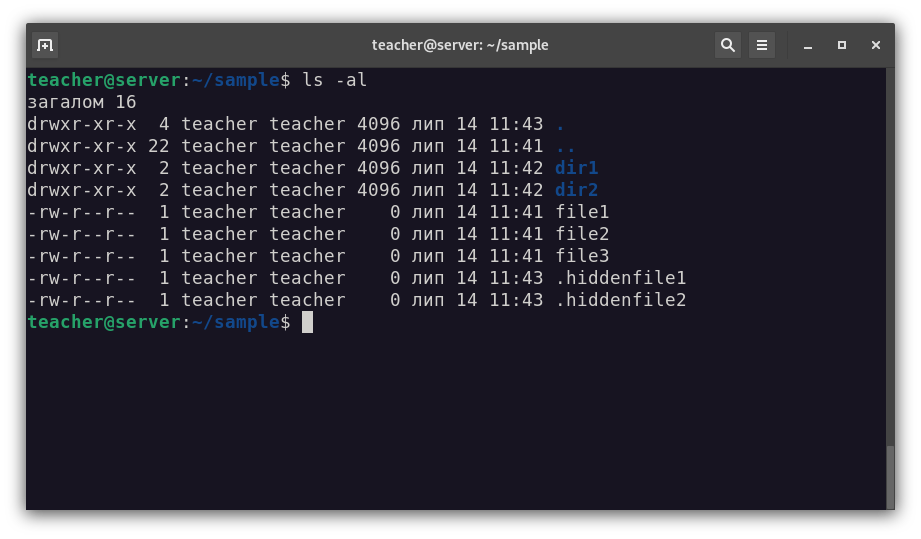 teacher@server: ~/sample
teacher@server:~/sample$ ls -al
загалом 16
drwxr-xr-x  4 teacher teacher 4096 лип 14 11:43 .
drwxr-xr-x 22 teacher teacher 4096 лип 14 11:41 ..
drwxr-xr-x  2 teacher teacher 4096 лип 14 11:42 dir1
drwxr-xr-x  2 teacher teacher 4096 лип 14 11:42 dir2
-rw-r--r--  1 teacher teacher    0 лип 14 11:41 file1
-rw-r--r--  1 teacher teacher    0 лип 14 11:41 file2
-rw-r--r--  1 teacher teacher    0 лип 14 11:41 file3
-rw-r--r--  1 teacher teacher    0 лип 14 11:43 .hiddenfile1
-rw-r--r--  1 teacher teacher    0 лип 14 11:43 .hiddenfile2
teacher@server:~/sample$